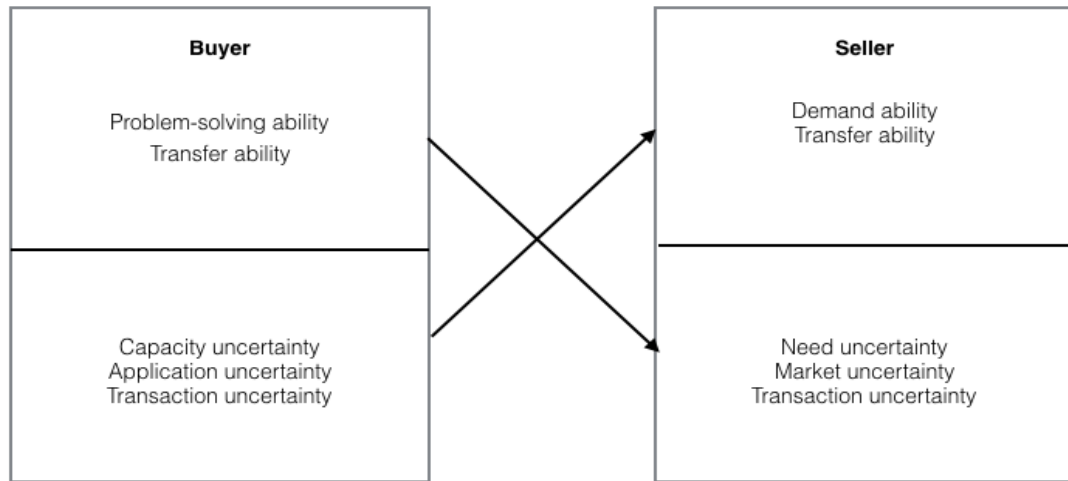 Buyer
Problem-solving ability
Transfer ability
Capacity uncertainty
Application uncertainty
Transaction uncertainty
Seller
Demand ability
Transfer ability
Need uncertainty
Market uncertainty
Transaction uncertainty